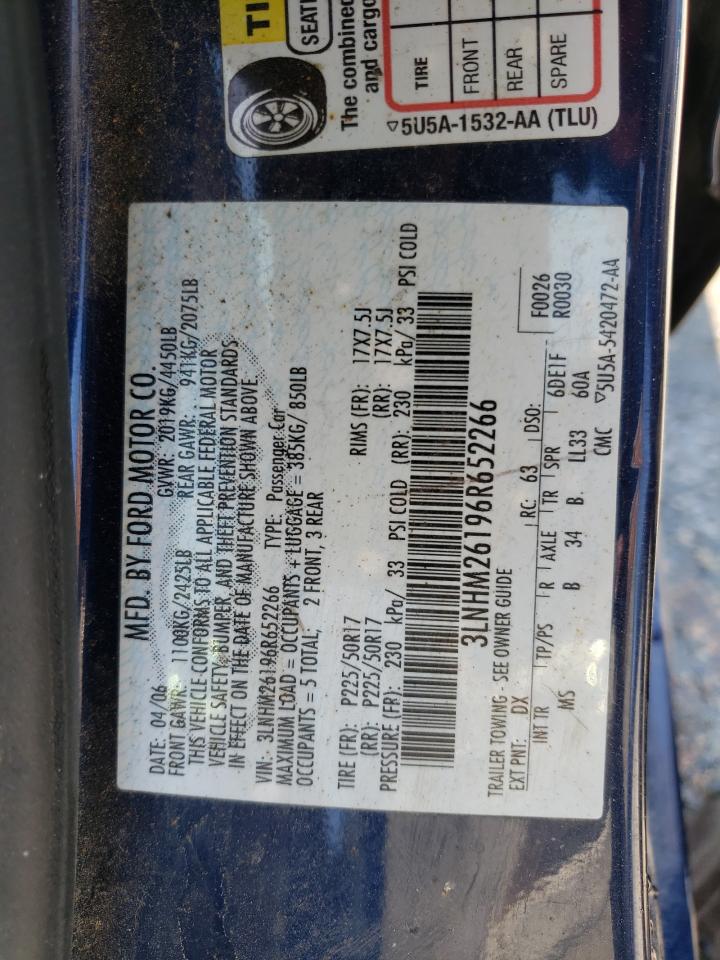 TI
SEATI
The combined
and cargo
TIRE
FRONT
REAR
SPARE
▽5U5A-1532-AA (TLU)
MFD. BY FORD MOTOR CO.
DATE: 04/06 GVWR: 2019KG/4450LB
FRONT GAWR: 1100KG/2425LB REAR GAWR: 941KG/2075LB
THIS VEHICLE CONFORMS TO ALL APPLICABLE FEDERAL MOTOR
VEHICLE SAFETY, BUMPER, AND THEFT PREVENTION STANDARDS
IN EFFECT ON THE DATE OF MANUFACTURE SHOWN ABOVE.
VIN: 3LNHM26196R652266 TYPE: Passenger Car
MAXIMUM LOAD = OCCUPANTS + LUGGAGE = 385KG/ 850LB
OCCUPANTS = 5 TOTAL; 2 FRONT, 3 REAR
TIRE (FR): P225/50R17 RIMS (FR): 17X7.5J
(RR): P225/50R17 (RR): 17X7.5J
PRESSURE (FR): 230 kPa/ 33 PSI COLD (RR): 230 kPa/ 33 PSI COLD
3LNHM26196R652266
TRAILER TOWING - SEE OWNER GUIDE
EXT PNT: DX RC: 63 DSO: F0026
R0030
INT TR TP/PS R AXLE TR SPR 6DE1F
MS B 34 B. LL33 60A
CMC ▽5U5A-5420472-AA